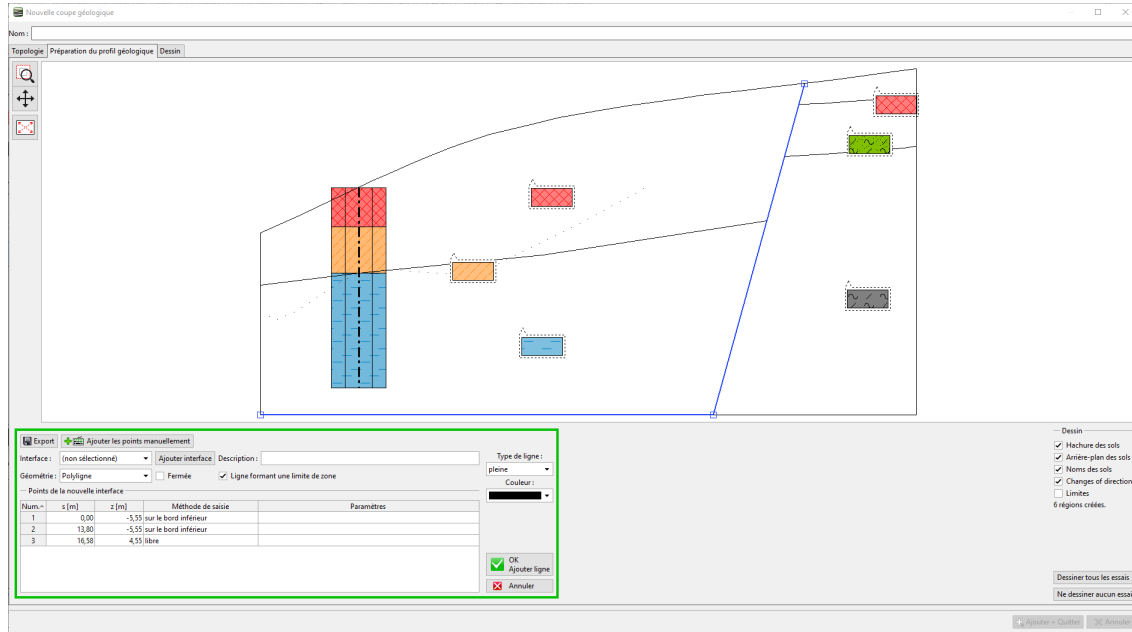 Nouvelle coupe géologique
Nom :
Topologie Préparation du profil géologique Dessin
Export Ajouter les points manuellement
Interface : (non sélectionné) Ajouter interface Description :
Géométrie : Polyligne Fermée Ligne formant une limite de zone
Points de la nouvelle interface
Num. s [m] z [m] Méthode de saisie Paramètres
1 0,00 -5,55 sur le bord inférieur
2 13,80 -5,55 sur le bord inférieur
3 16,58 4,55 libre
Type de ligne :
pleine
Couleur :
OK
Ajouter ligne
Annuler
Dessin
Hachure des sols
Arrière-plan des sols
Noms des sols
Changes of direction
Limites
6 régions créées.
Dessiner tous les essais
Ne dessiner aucun essai
Ajouter + Quitter Annuler